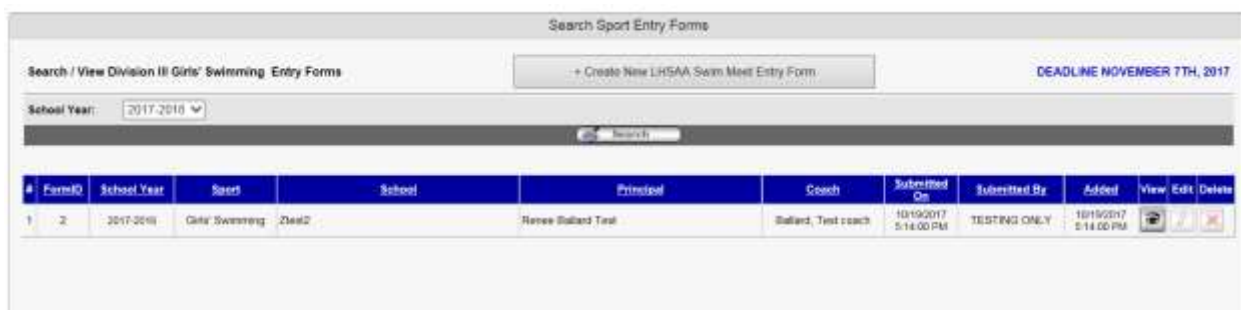 Search Sport Entry Forms
Search / View Division III Girls' Swimming Entry Forms
+ Create New LHSAA Swim Meet Entry Form
DEADLINE NOVEMBER 7TH, 2017
School Year: 2017-2018
Search
# FormID School Year Sport School Principal Coach Submitted On Submitted By Added View Edit Delete
1 2 2017-2018 Girls' Swimming Ztest2 Renee Ballard Test Ballard, Test coach 10/19/2017 5:14:00 PM TESTING ONLY 10/19/2017 5:14:00 PM